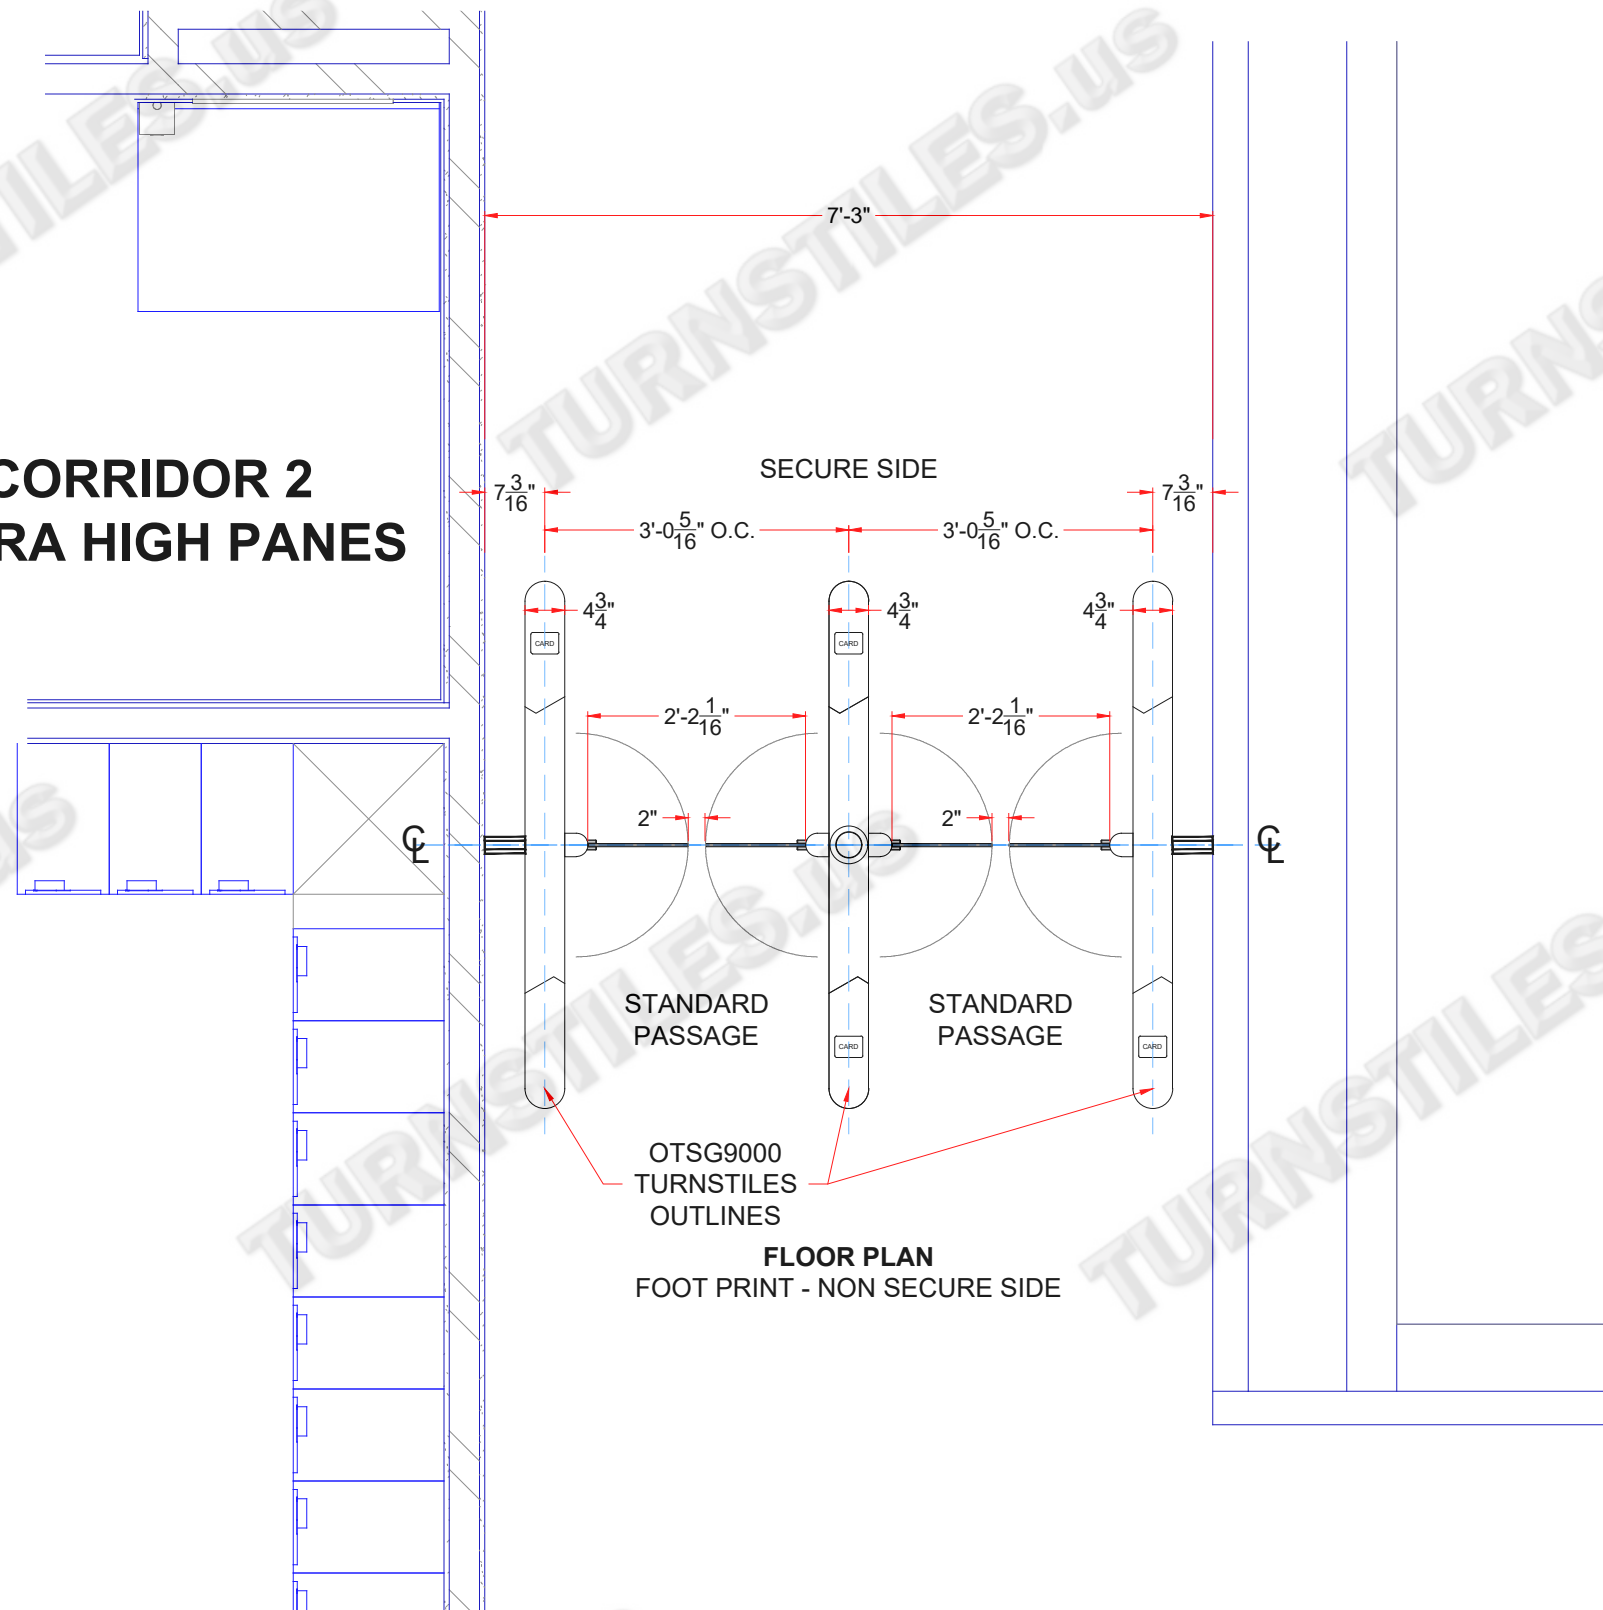 TURNSTILES.us
7'-3"
CORRIDOR 2
RA HIGH PANES
SECURE SIDE
7 3/16"
7 3/16"
3'-0 5/16" O.C.
3'-0 5/16" O.C.
4 3/4"
4 3/4"
4 3/4"
CARD
CARD
2'-2 1/16"
2'-2 1/16"
2"
2"
℄
℄
STANDARD
PASSAGE
STANDARD
PASSAGE
CARD
CARD
OTSG9000
TURNSTILES
OUTLINES
FLOOR PLAN
FOOT PRINT - NON SECURE SIDE
TURNSTILES.us